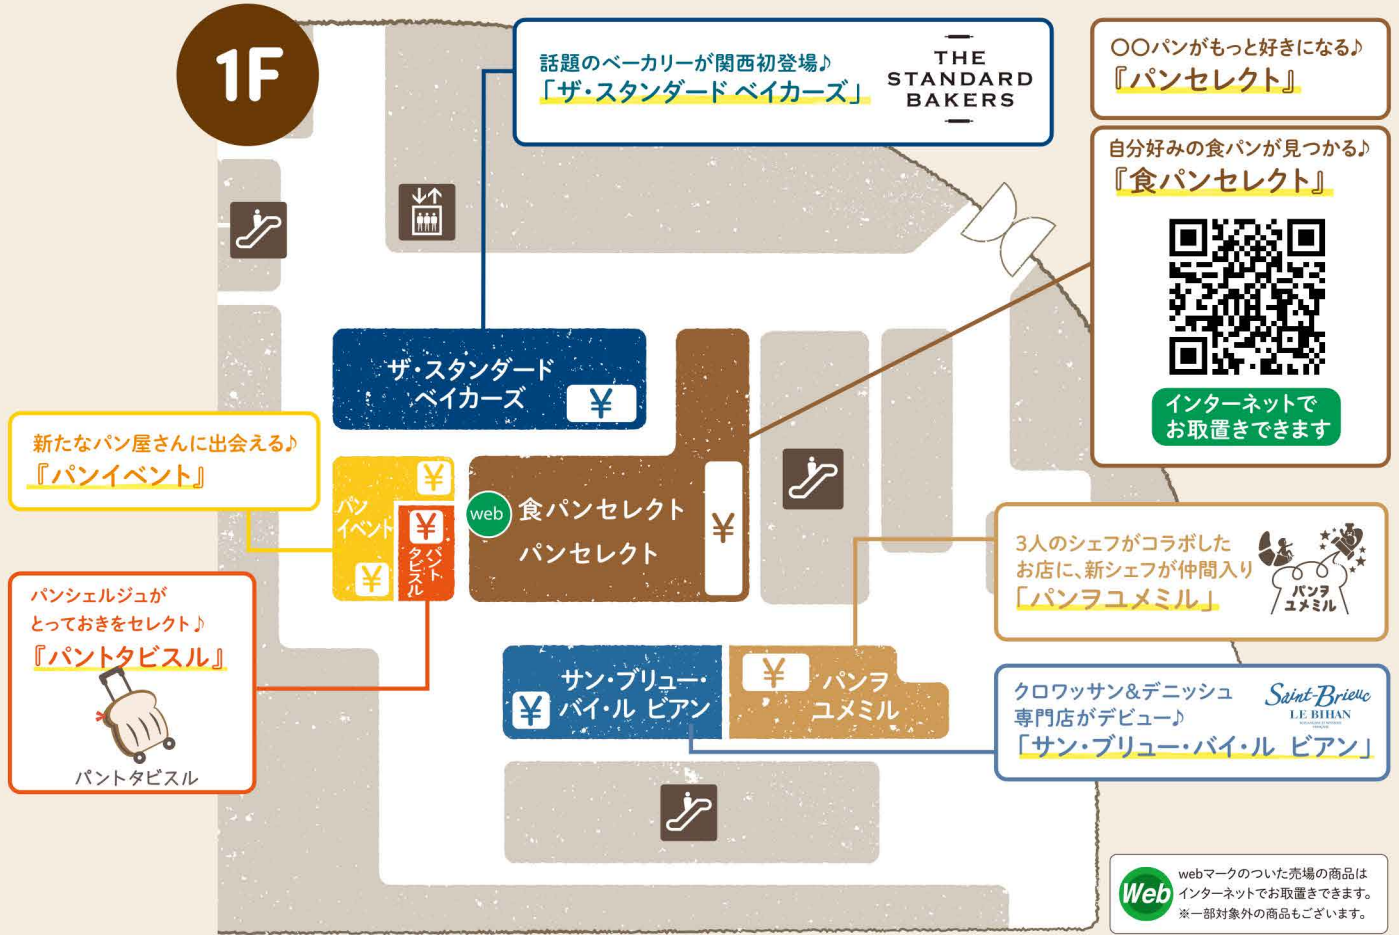 1F
話題のベーカリーが関西初登場♪
「ザ・スタンダード ベイカーズ」
THE
STANDARD
BAKERS
〇〇パンがもっと好きになる♪
『パンセレクト』
自分好みの食パンが見つかる♪
『食パンセレクト』
インターネットで
お取置きできます
ザ・スタンダード
ベイカーズ
¥
新たなパン屋さんに出会える♪
『パンイベント』
¥
パン
イベント
¥
¥
パント
タビスル
web
食パンセレクト
パンセレクト
¥
パンシェルジュが
とっておきをセレクト♪
『パントタビスル』
パントタビスル
3人のシェフがコラボした
お店に、新シェフが仲間入り
「パンヲユメミル」
パンヲ
ユメミル
¥
サン・ブリュー・
バイ・ル ビアン
¥
パンヲ
ユメミル
クロワッサン&デニッシュ
専門店がデビュー♪
「サン・ブリュー・バイ・ル ビアン」
Saint-Brieuc
LE BIHAN
Web
webマークのついた売場の商品は
インターネットでお取置きできます。
※一部対象外の商品もございます。